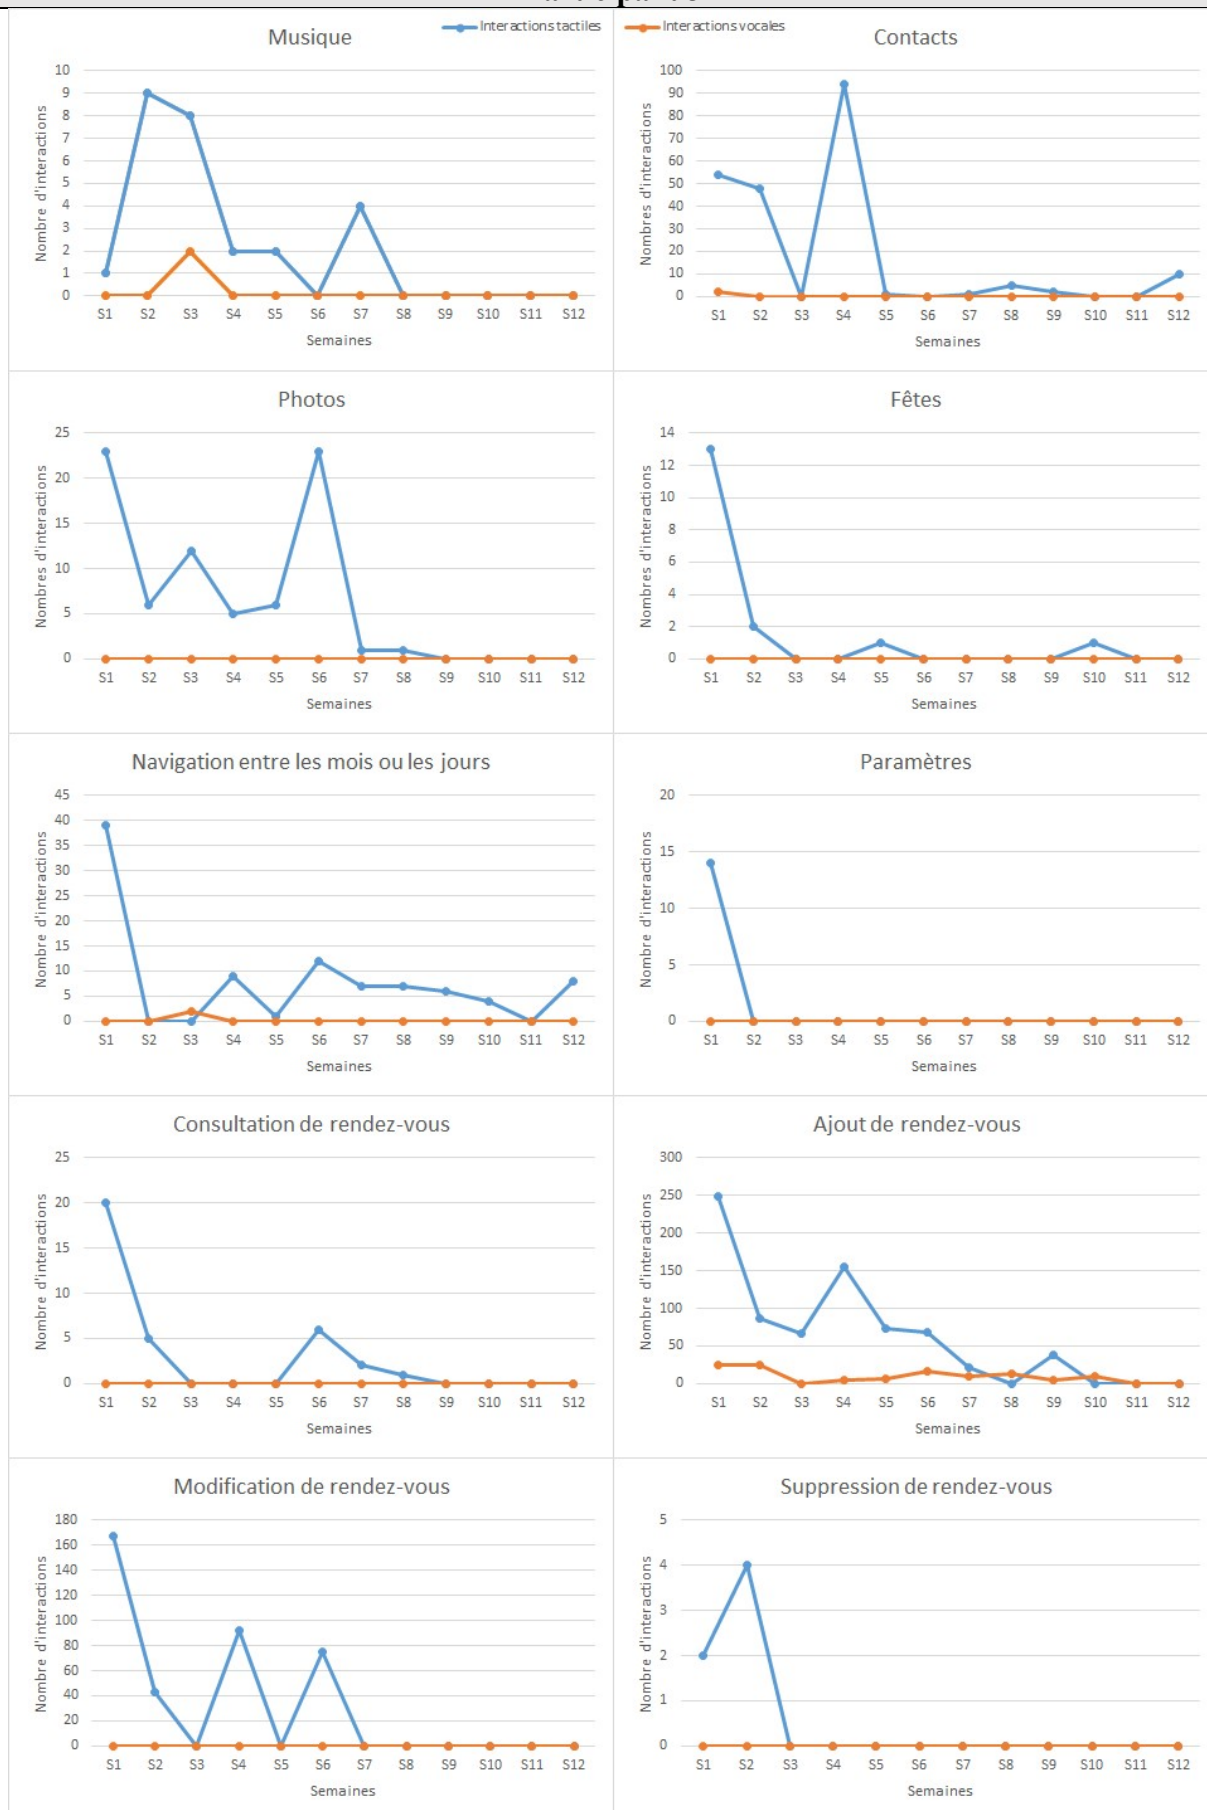 Musique
Interactions tactiles
Interactions vocales
Contacts
10
9
8
7
6
5
4
3
2
1
0
Nombre d'interactions
S1 S2 S3 S4 S5 S6 S7 S8 S9 S10 S11 S12
Semaines
100
90
80
70
60
50
40
30
20
10
0
Nombres d'interactions
S1 S2 S3 S4 S5 S6 S7 S8 S9 S10 S11 S12
Semaines
Photos
25
20
15
10
5
0
Nombres d'interactions
S1 S2 S3 S4 S5 S6 S7 S8 S9 S10 S11 S12
Semaines
Fêtes
14
12
10
8
6
4
2
0
Nombres d'interactions
S1 S2 S3 S4 S5 S6 S7 S8 S9 S10 S11 S12
Semaines
Navigation entre les mois ou les jours
45
40
35
30
25
20
15
10
5
0
Nombre d'interactions
S1 S2 S3 S4 S5 S6 S7 S8 S9 S10 S11 S12
Semaines
Paramètres
20
15
10
5
0
Nombre d'interactions
S1 S2 S3 S4 S5 S6 S7 S8 S9 S10 S11 S12
Semaines
Consultation de rendez-vous
25
20
15
10
5
0
Nombre d'interactions
S1 S2 S3 S4 S5 S6 S7 S8 S9 S10 S11 S12
Semaines
Ajout de rendez-vous
300
250
200
150
100
50
0
Nombre d'interactions
S1 S2 S3 S4 S5 S6 S7 S8 S9 S10 S11 S12
Semaines
Modification de rendez-vous
180
160
140
120
100
80
60
40
20
0
Nombre d'interactions
S1 S2 S3 S4 S5 S6 S7 S8 S9 S10 S11 S12
Semaines
Suppression de rendez-vous
5
4
3
2
1
0
Nombre d'interactions
S1 S2 S3 S4 S5 S6 S7 S8 S9 S10 S11 S12
Semaines